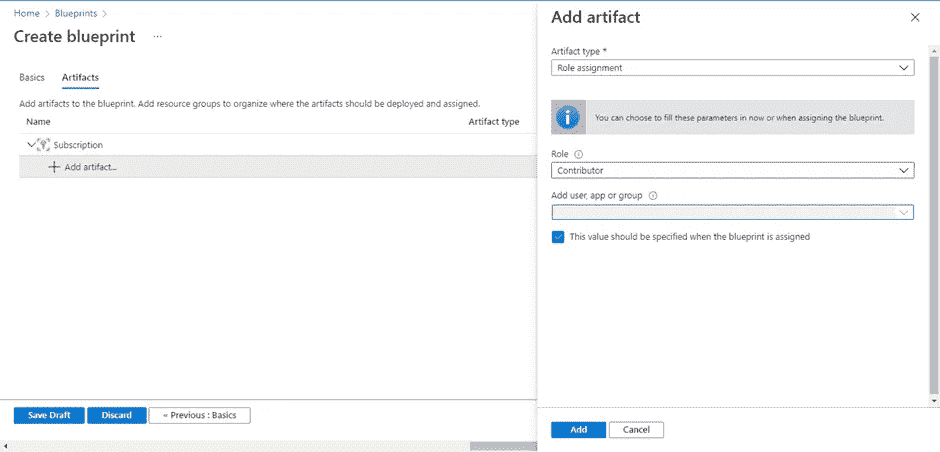 Home > Blueprints >
Create blueprint ...
Basics Artifacts
Add artifacts to the blueprint. Add resource groups to organize where the artifacts should be deployed and assigned.
Name Artifact type
Subscription
+ Add artifact...
Save Draft Discard « Previous : Basics
Add artifact
Artifact type *
Role assignment
You can choose to fill these parameters in now or when assigning the blueprint.
Role
Contributor
Add user, app or group
This value should be specified when the blueprint is assigned
Add Cancel